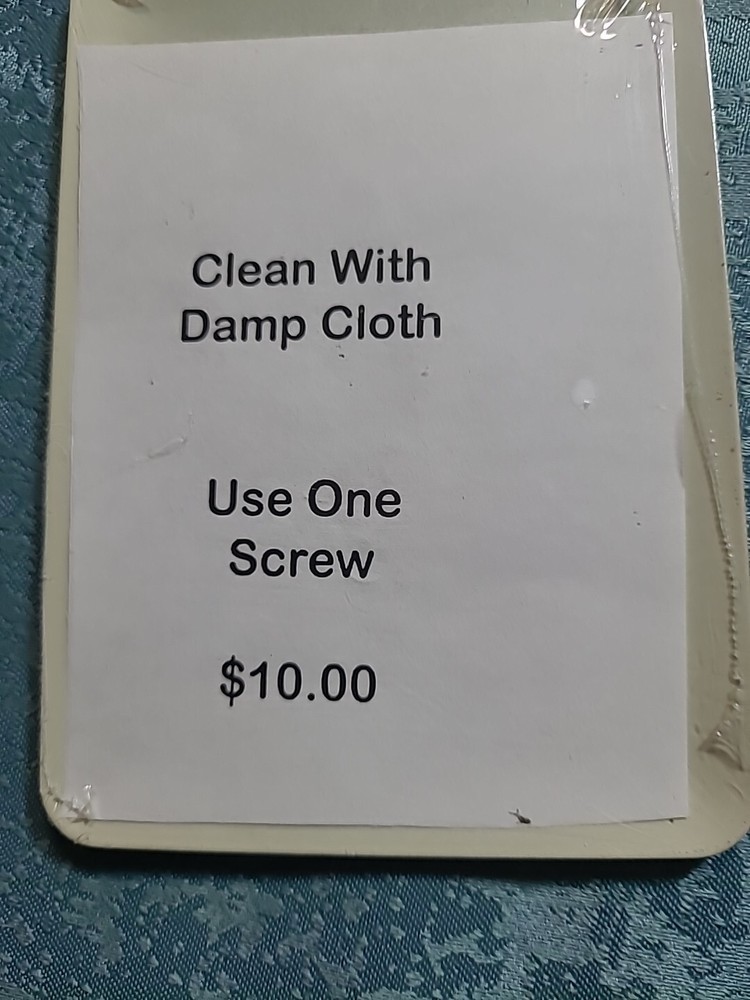 Clean With
Damp Cloth
Use One
Screw
$10.00